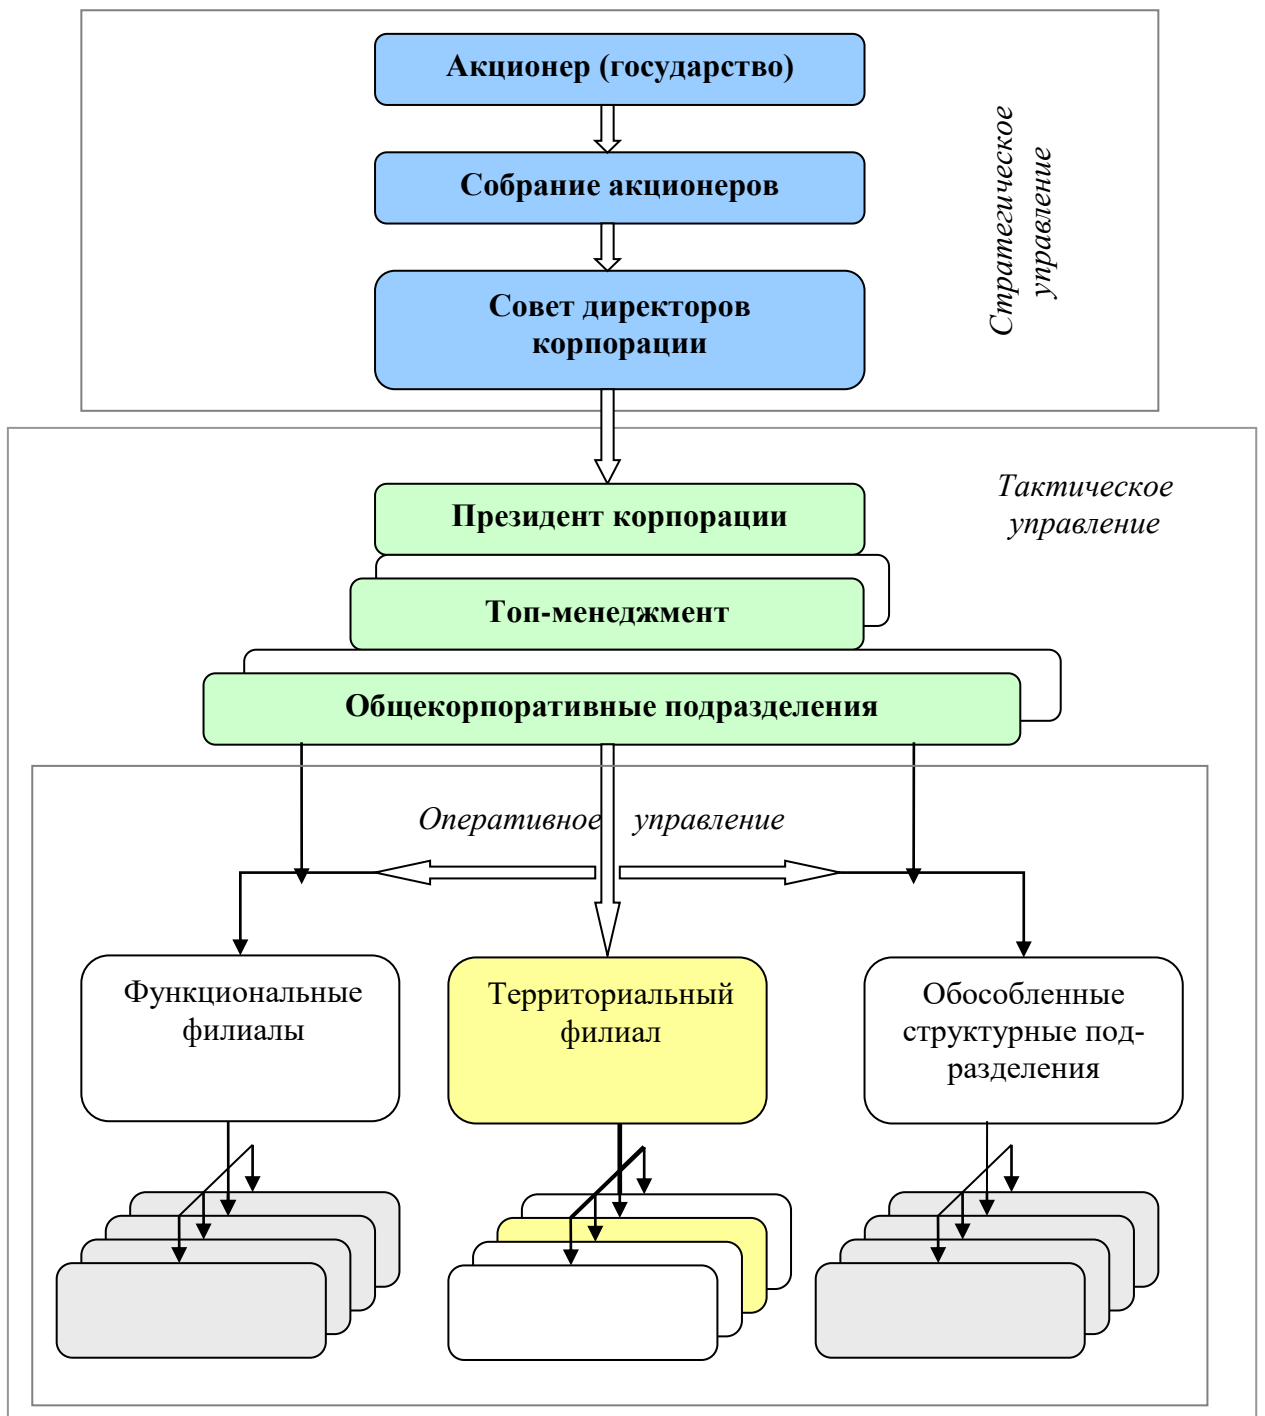 Акционер (государство)
Собрание акционеров
Совет директоров
корпорации
Стратегическое
управление
Президент корпорации
Тактическое
управление
Топ-менеджмент
Общекорпоративные подразделения
Оперативное управление
Функциональные
филиалы
Территориальный
филиал
Обособленные
структурные под-
разделения